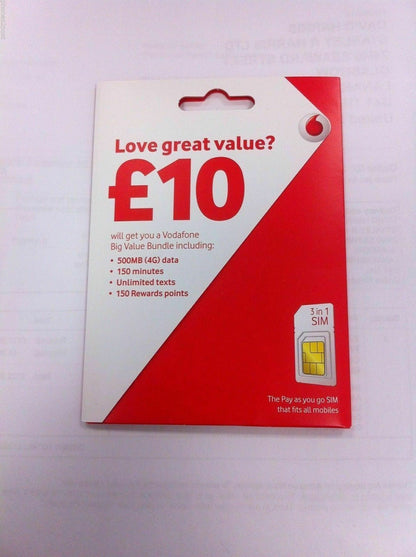 Love great value?
£10
will get you a Vodafone
Big Value Bundle including:
• 500MB (4G) data
• 150 minutes
• Unlimited texts
• 150 Rewards points
3 in 1
SIM
The Pay as you go SIM
that fits all mobiles